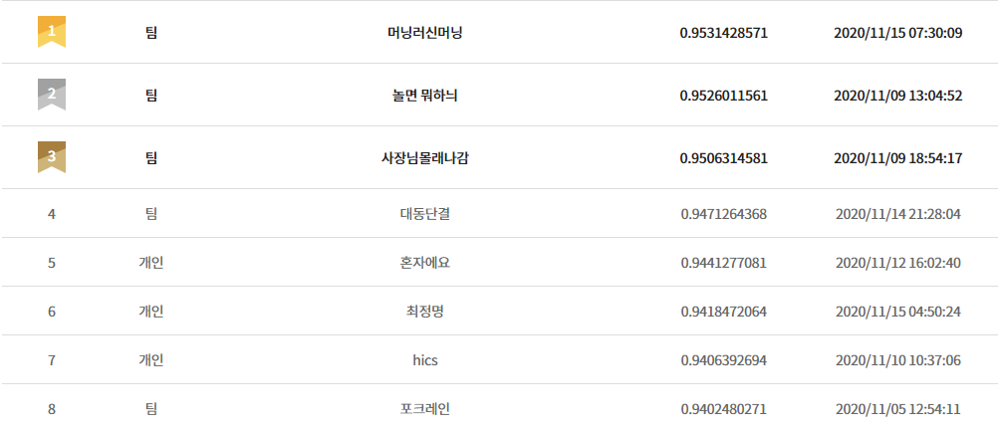 1 팀 머닝러신머닝 0.9531428571 2020/11/15 07:30:09
2 팀 놀면 뭐하늬 0.9526011561 2020/11/09 13:04:52
3 팀 사장님몰래나감 0.9506314581 2020/11/09 18:54:17
4 팀 대동단결 0.9471264368 2020/11/14 21:28:04
5 개인 혼자에요 0.9441277081 2020/11/12 16:02:40
6 개인 최정명 0.9418472064 2020/11/15 04:50:24
7 개인 hics 0.9406392694 2020/11/10 10:37:06
8 팀 포크레인 0.9402480271 2020/11/05 12:54:11